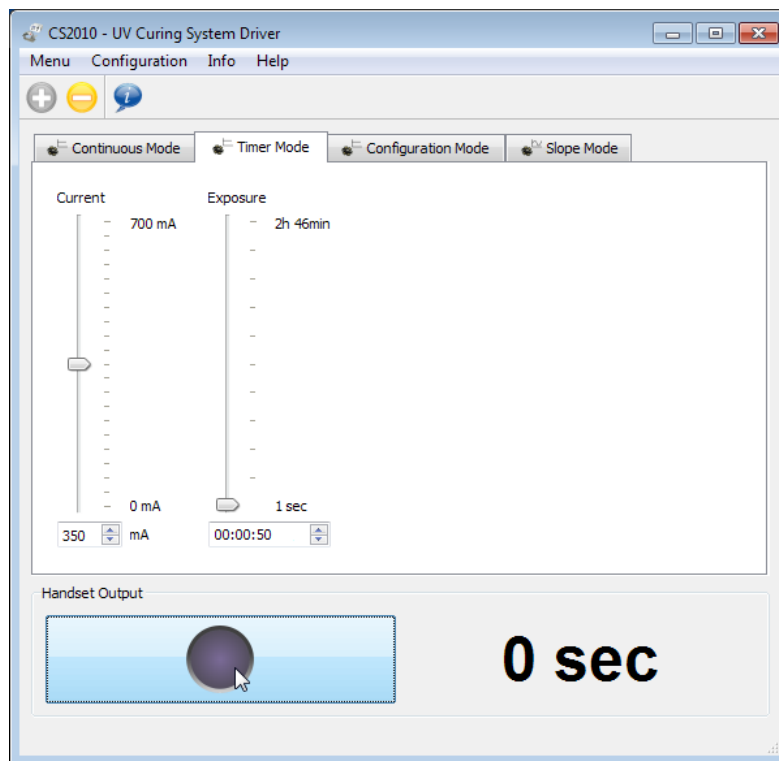 CS2010 - UV Curing System Driver
Menu Configuration Info Help
Continuous Mode Timer Mode Configuration Mode Slope Mode
Current Exposure
700 mA 2h 46min
0 mA 1 sec
350 mA 00:00:50
Handset Output
0 sec